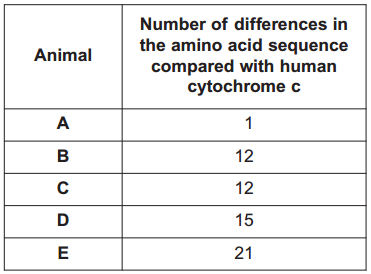 Animal
Number of differences in
the amino acid sequence
compared with human
cytochrome c
A 1
B 12
C 12
D 15
E 21